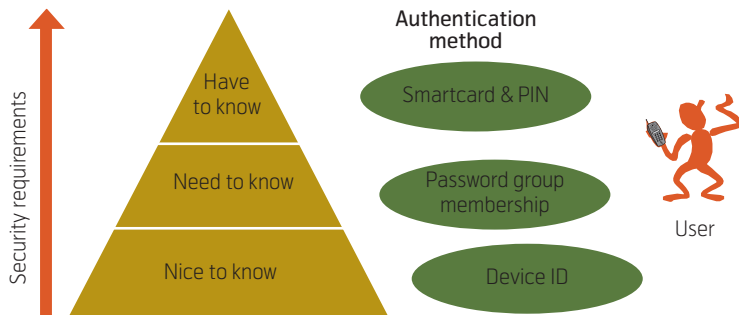 Security requirements
Have
to know
Need to know
Nice to know
Authentication
method
Smartcard & PIN
Password group
membership
Device ID
User